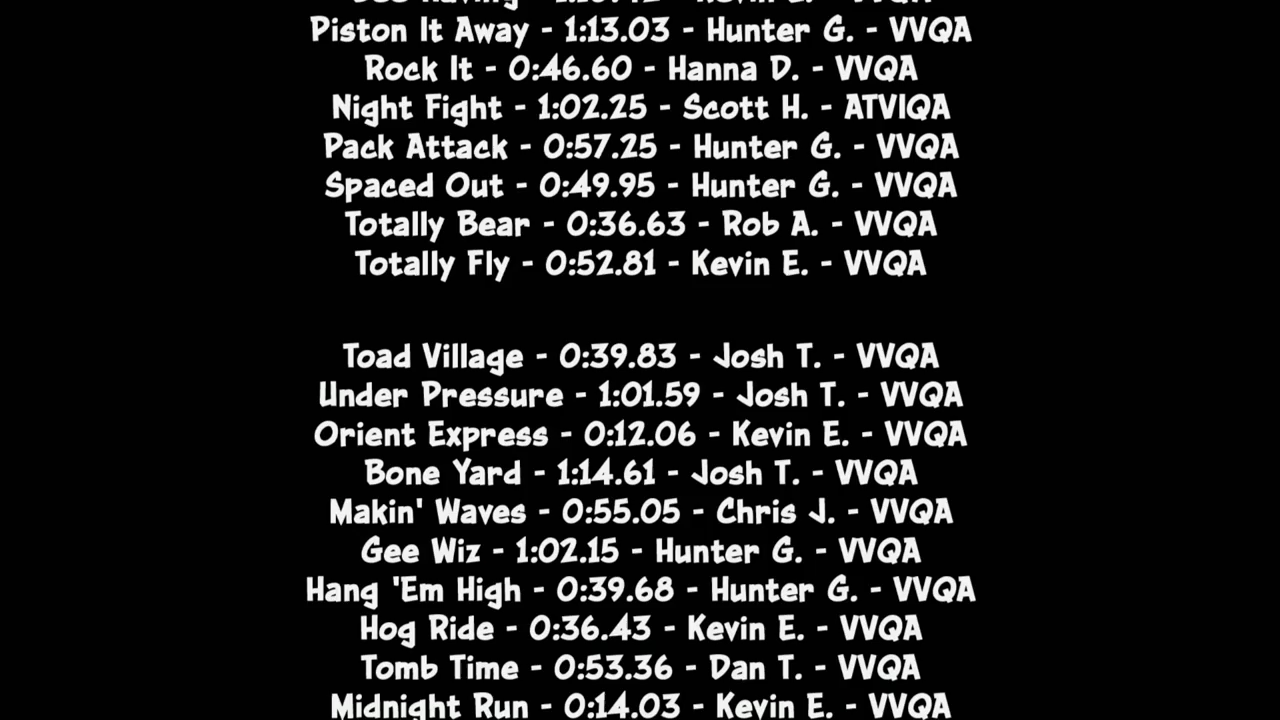 Piston It Away - 1:13.03 - Hunter G. - VVQA
Rock It - 0:46.60 - Hanna D. - VVQA
Night Fight - 1:02.25 - Scott H. - ATVIQA
Pack Attack - 0:57.25 - Hunter G. - VVQA
Spaced Out - 0:49.95 - Hunter G. - VVQA
Totally Bear - 0:36.63 - Rob A. - VVQA
Totally Fly - 0:52.81 - Kevin E. - VVQA
Toad Village - 0:39.83 - Josh T. - VVQA
Under Pressure - 1:01.59 - Josh T. - VVQA
Orient Express - 0:12.06 - Kevin E. - VVQA
Bone Yard - 1:14.61 - Josh T. - VVQA
Makin' Waves - 0:55.05 - Chris J. - VVQA
Gee Wiz - 1:02.15 - Hunter G. - VVQA
Hang 'Em High - 0:39.68 - Hunter G. - VVQA
Hog Ride - 0:36.43 - Kevin E. - VVQA
Tomb Time - 0:53.36 - Dan T. - VVQA
Midnight Run - 0:14.03 - Kevin E. - VVQA